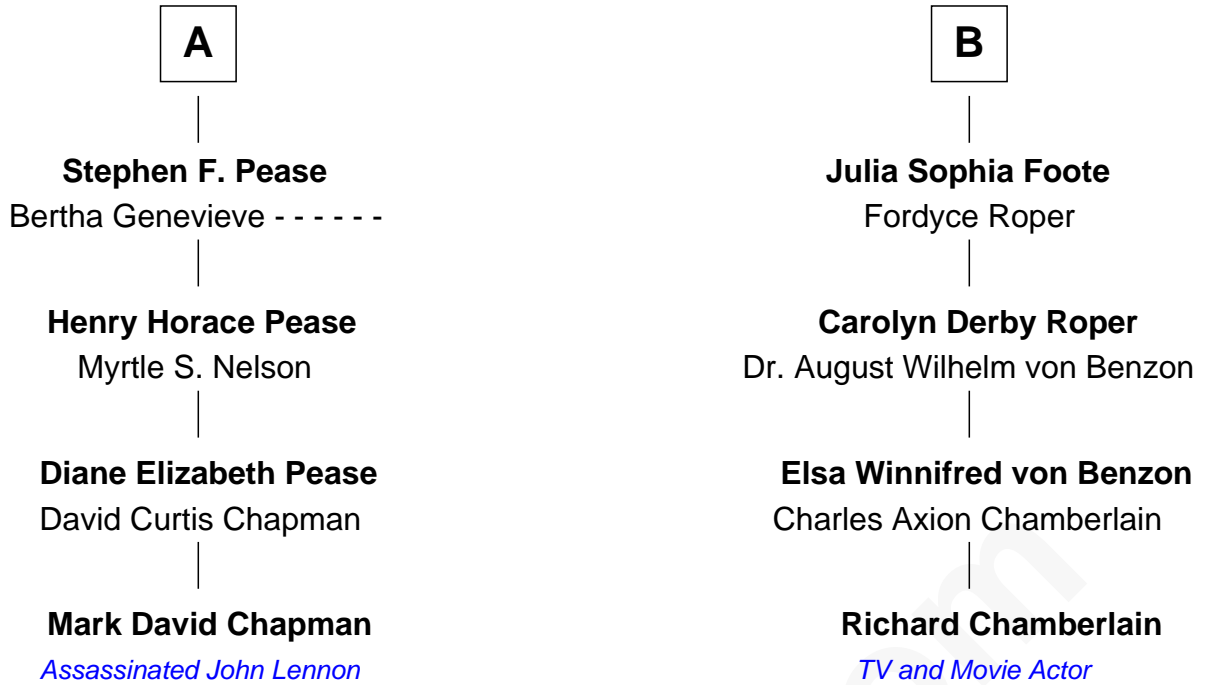 A
Stephen F. Pease
Bertha Genevieve - - - - - -
Henry Horace Pease
Myrtle S. Nelson
Diane Elizabeth Pease
David Curtis Chapman
Mark David Chapman
Assassinated John Lennon
B
Julia Sophia Foote
Fordyce Roper
Carolyn Derby Roper
Dr. August Wilhelm von Benzon
Elsa Winnifred von Benzon
Charles Axion Chamberlain
Richard Chamberlain
TV and Movie Actor